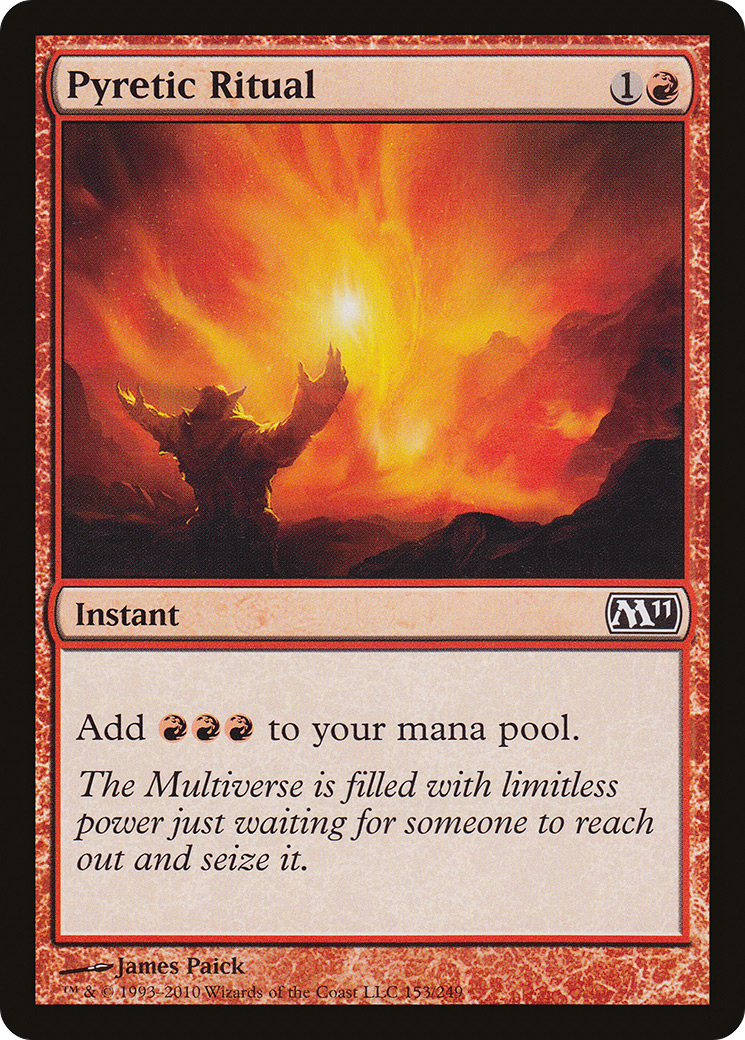 Pyretic Ritual 1
Instant M11
Add to your mana pool.
The Multiverse is filled with limitless
power just waiting for someone to reach
out and seize it.
James Paick
™ & © 1993–2010 Wizards of the Coast LLC 153/249